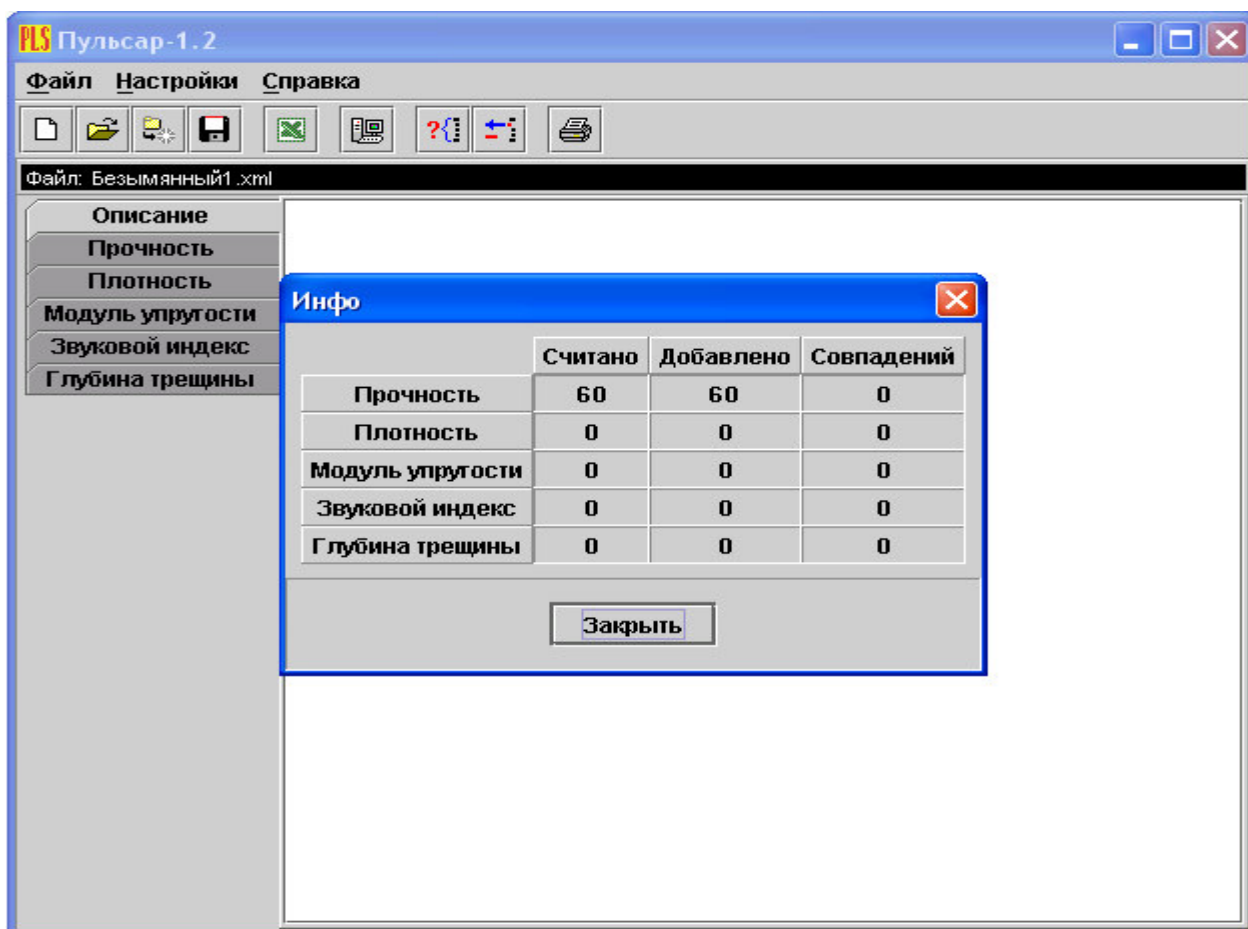 PLS Пульсар-1.2
Файл Настройки Справка
?{
Файл: Безымянный1.xml
Описание
Прочность
Плотность
Модуль упругости
Звуковой индекс
Глубина трещины
Инфо
Считано Добавлено Совпадений
Прочность 60 60 0
Плотность 0 0 0
Модуль упругости 0 0 0
Звуковой индекс 0 0 0
Глубина трещины 0 0 0
Закрыть